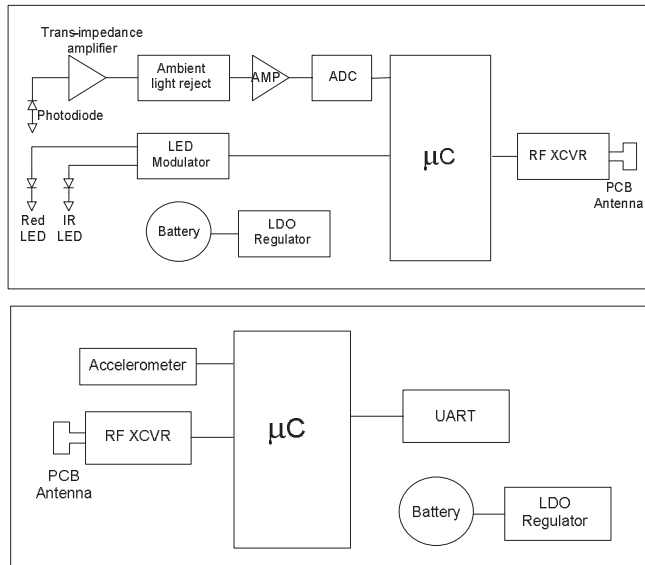 Trans-impedance
amplifier
Ambient
light reject
AMP
ADC
Photodiode
LED
Modulator
μC
RF XCVR
PCB
Antenna
Red
LED
IR
LED
Battery
LDO
Regulator
Accelerometer
RF XCVR
μC
UART
PCB
Antenna
Battery
LDO
Regulator